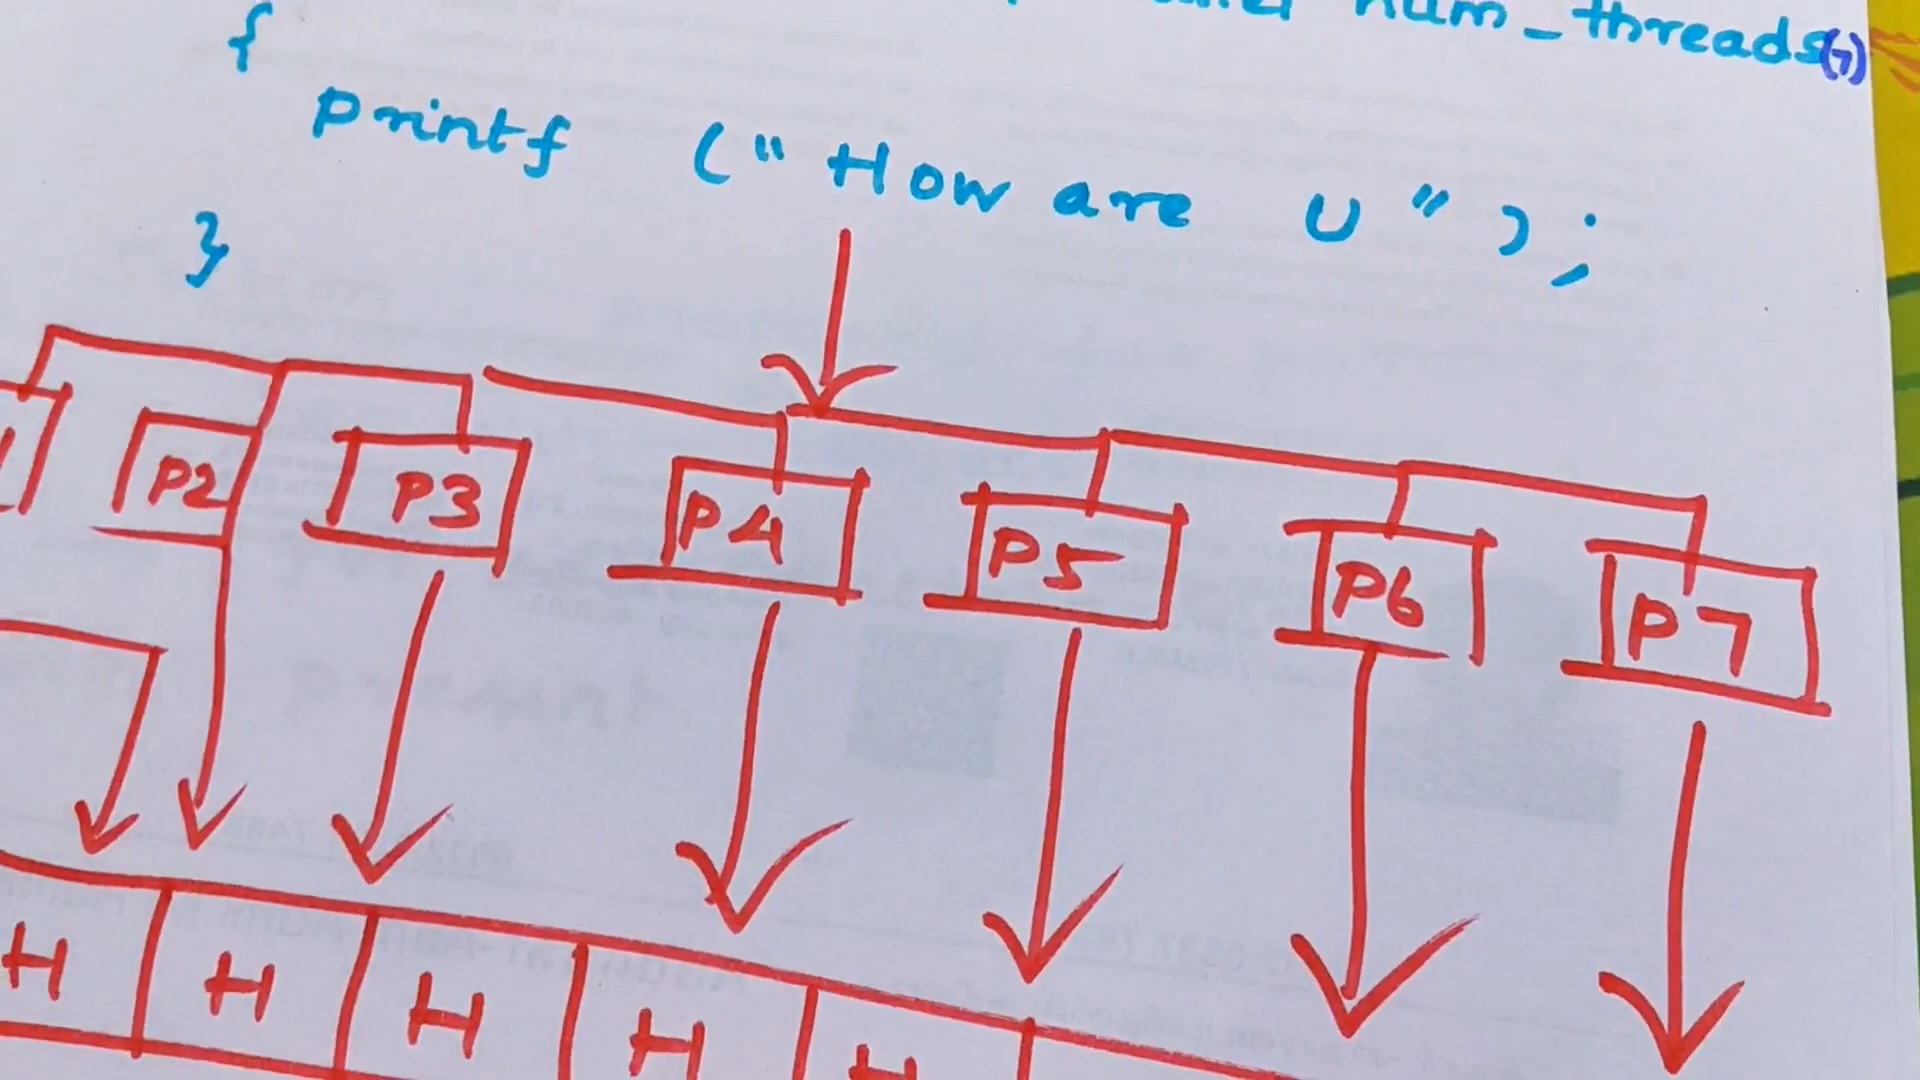 num_threads(7)
{
printf ("How are U");
}
P2 P3 P4 P5 P6 P7
H H H H H